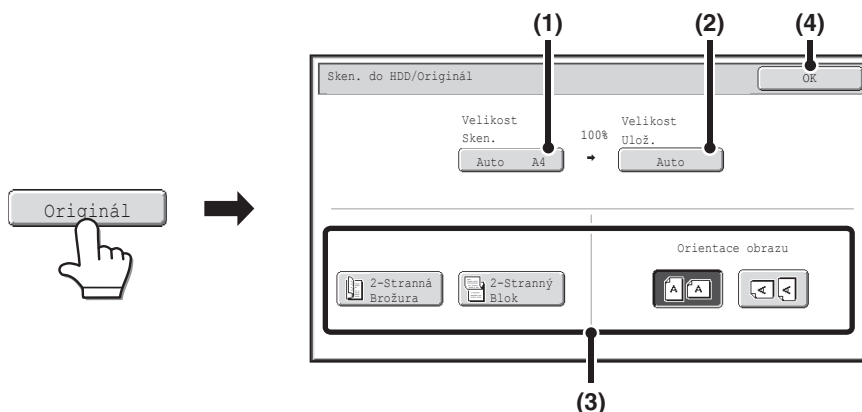 (1)
(2)
(4)
Sken. do HDD/Originál
OK
Velikost
Sken.
100%
Velikost
Ulož.
Auto A4
Auto
Originál
Orientace obrazu
2-Stranná
Brožura
2-Stranný
Blok
A A
A A
(3)